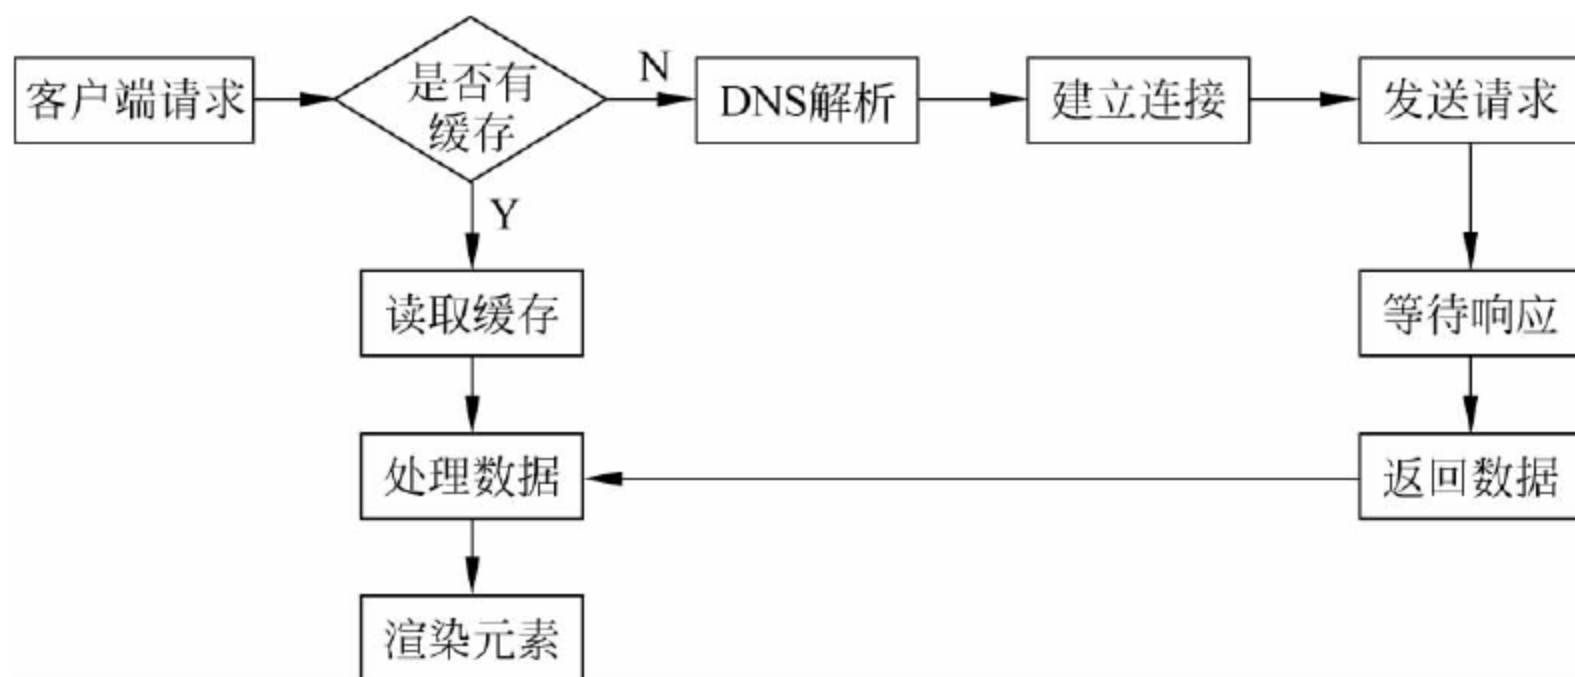 客户端请求
是否有
缓存
N
DNS解析
建立连接
发送请求
Y
读取缓存
等待响应
处理数据
返回数据
渲染元素